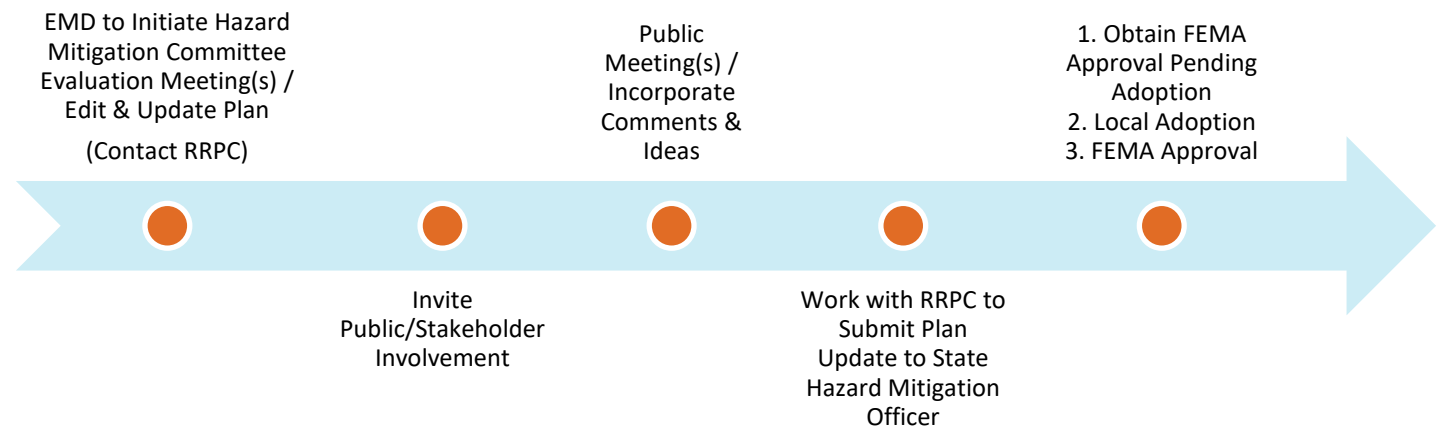 EMD to Initiate Hazard
Mitigation Committee
Evaluation Meeting(s) /
Edit & Update Plan
(Contact RRPC)
Invite
Public/Stakeholder
Involvement
Public
Meeting(s) /
Incorporate
Comments &
Ideas
Work with RRPC to
Submit Plan
Update to State
Hazard Mitigation
Officer
1. Obtain FEMA
Approval Pending
Adoption
2. Local Adoption
3. FEMA Approval